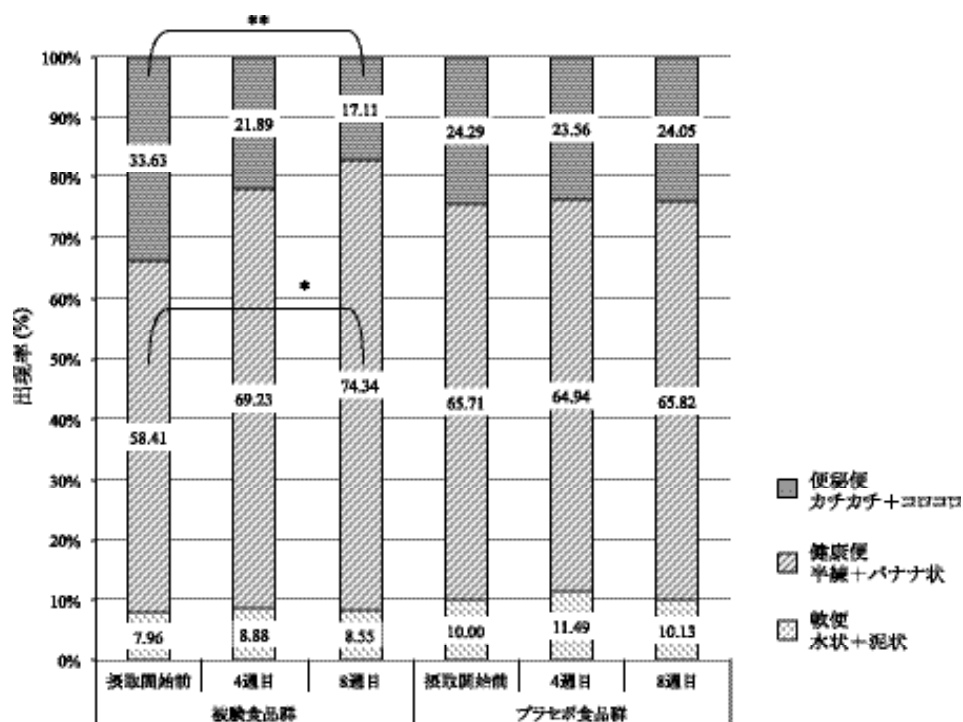 **
100%
90%
80%
70%
60%
50%
40%
30%
20%
10%
0%
出現率(%)
33.63
21.89
17.11
24.29
23.56
24.05
*
58.41
69.23
74.34
65.71
64.94
65.82
7.96
8.88
8.55
10.00
11.49
10.13
摂取開始前
4週目
8週目
摂取開始前
4週目
8週目
被験食品群
プラセボ食品群
便秘便
カチカチ+コロコロ
健康便
半練+バナナ状
軟便
水状+泥状